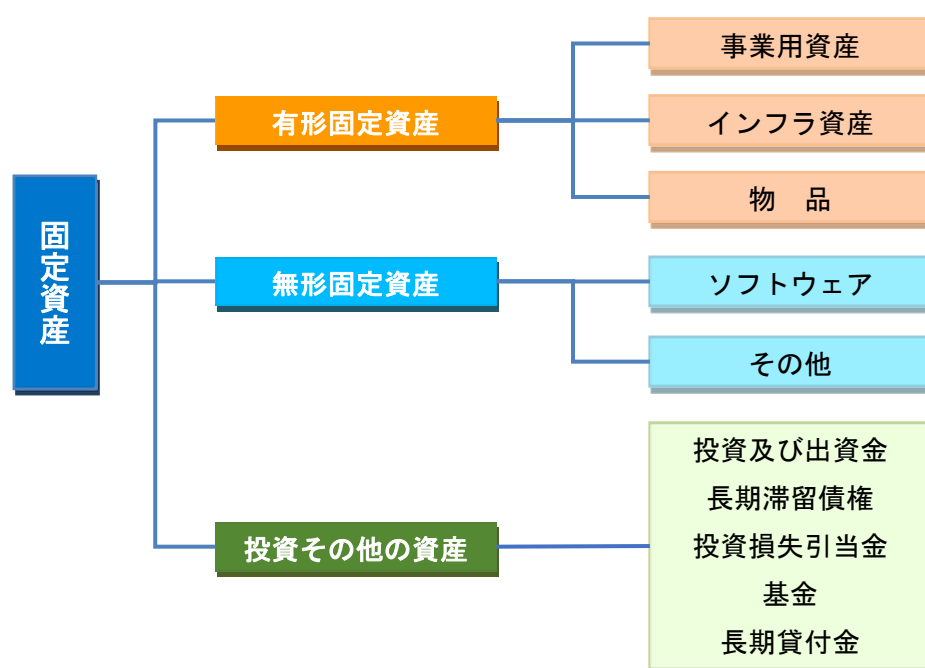 固定資産
有形固定資産
事業用資産
インフラ資産
物　品
無形固定資産
ソフトウェア
その他
投資その他の資産
投資及び出資金
長期滞留債権
投資損失引当金
基金
長期貸付金